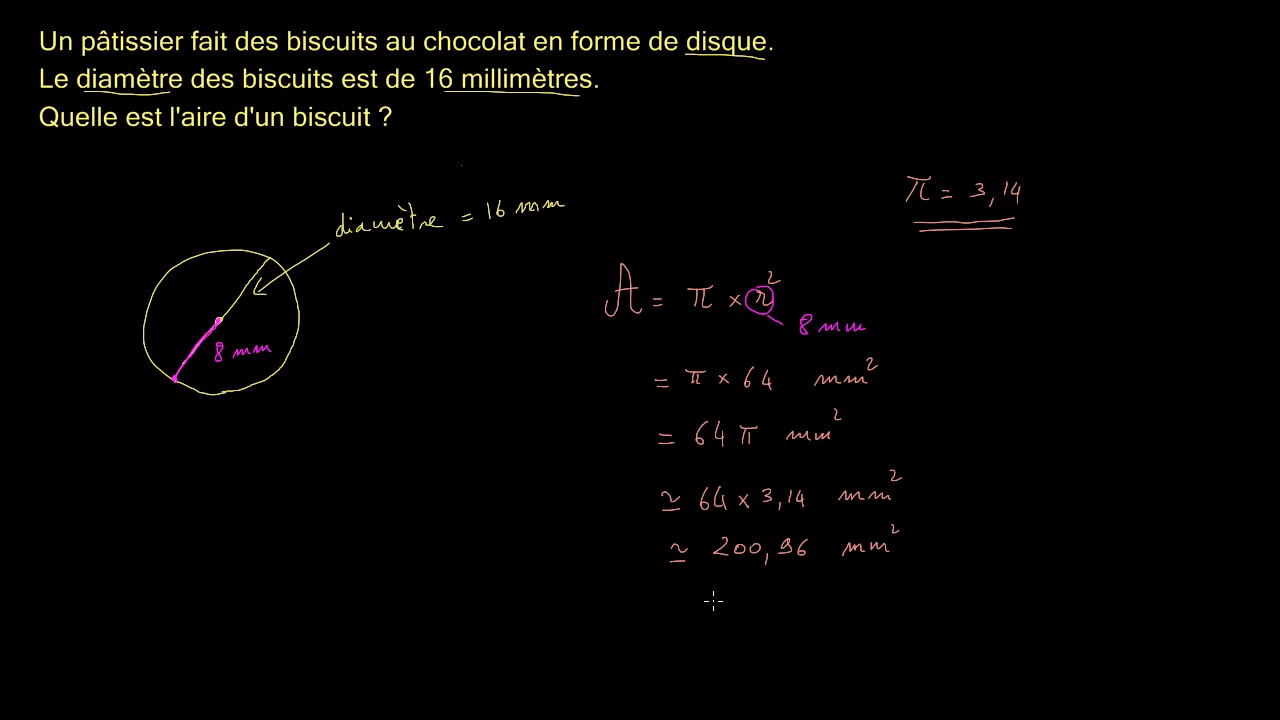 Un pâtissier fait des biscuits au chocolat en forme de disque.
Le diamètre des biscuits est de 16 millimètres.
Quelle est l'aire d'un biscuit ?
π = 3,14
diamètre = 16 mm
8 mm
A = π × r²
8 mm
= π × 64 mm²
= 64 π mm²
≃ 64 × 3,14 mm²
≃ 200,96 mm²